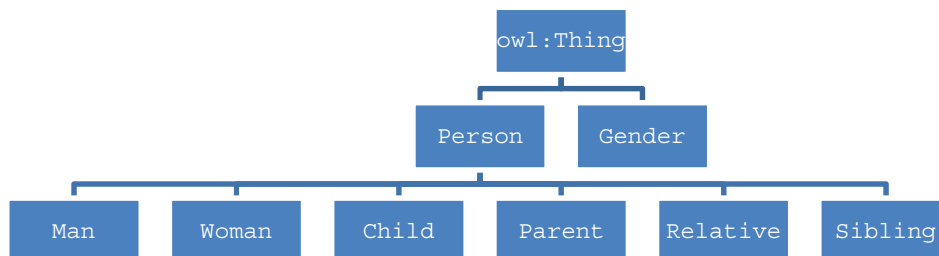 owl:Thing
Person
Gender
Man
Woman
Child
Parent
Relative
Sibling